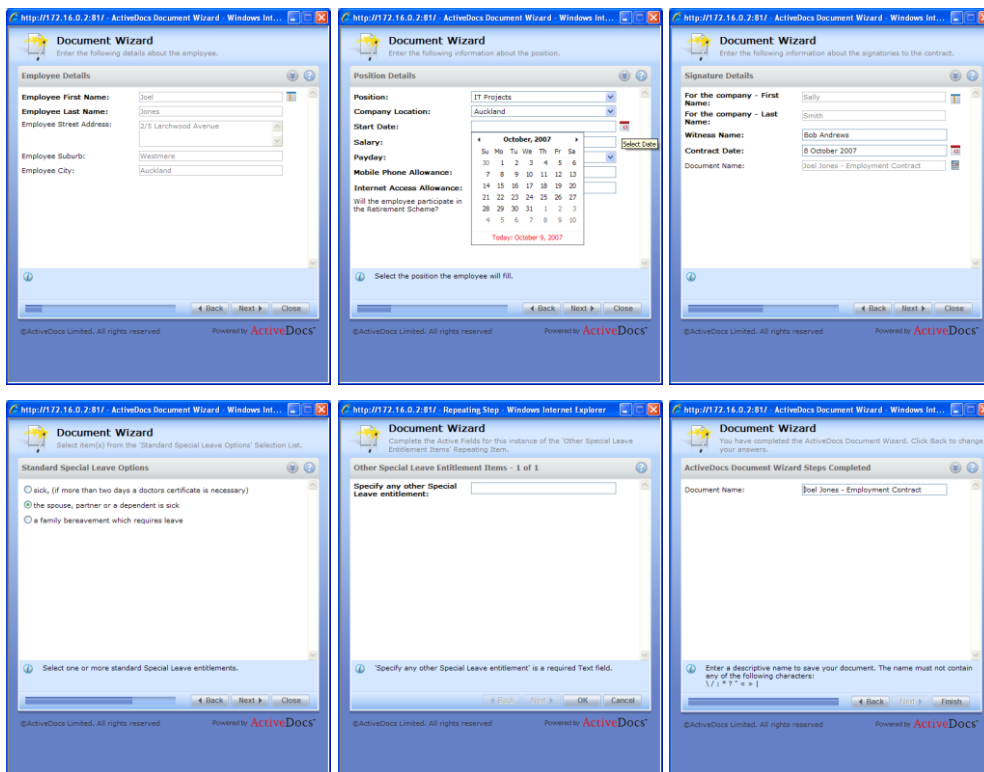 http://172.16.0.2:81/ - ActiveDocs Document Wizard - Windows Int...
Document Wizard
Enter the following details about the employee.
Employee Details
Employee First Name:
Joel
Employee Last Name:
Jones
Employee Street Address:
2/5 Larchwood Avenue
Employee Suburb:
Westmere
Employee City:
Auckland
Back Next Close
©ActiveDocs Limited. All rights reserved
Powered by ActiveDocs
http://172.16.0.2:81/ - ActiveDocs Document Wizard - Windows Int...
Document Wizard
Enter the following information about the position.
Position Details
Position:
IT Projects
Company Location:
Auckland
Start Date:
Select Date
Salary:
Payday:
Mobile Phone Allowance:
Internet Access Allowance:
Will the employee participate in
the Retirement Scheme?
October, 2007
Su Mo Tu We Th Fr Sa
30 1 2 3 4 5 6
7 8 9 10 11 12 13
14 15 16 17 18 19 20
21 22 23 24 25 26 27
28 29 30 31 1 2 3
4 5 6 7 8 9 10
Today: October 9, 2007
Select the position the employee will fill.
Back Next Close
©ActiveDocs Limited. All rights reserved
Powered by ActiveDocs
http://172.16.0.2:81/ - ActiveDocs Document Wizard - Windows Int...
Document Wizard
Enter the following information about the signatories to the contract.
Signature Details
For the company - First
Name:
Sally
For the company - Last
Name:
Smith
Witness Name:
Bob Andrews
Contract Date:
8 October 2007
Document Name:
Joel Jones - Employment Contract
Back Next Close
©ActiveDocs Limited. All rights reserved
Powered by ActiveDocs
http://172.16.0.2:81/ - ActiveDocs Document Wizard - Windows Int...
Document Wizard
Select item(s) from the 'Standard Special Leave Options' Selection List.
Standard Special Leave Options
sick, (if more than two days a doctors certificate is necessary)
the spouse, partner or a dependent is sick
a family bereavement which requires leave
Select one or more standard Special Leave entitlements.
Back Next Close
©ActiveDocs Limited. All rights reserved
Powered by ActiveDocs
http://172.16.0.2:81/ - Repeating Step - Windows Internet Explorer
Document Wizard
Complete the Active Fields for this instance of the 'Other Special Leave
Entitlement Items' Repeating Item.
Other Special Leave Entitlement Items - 1 of 1
Specify any other Special
Leave entitlement:
'Specify any other Special Leave entitlement' is a required Text field.
Back Next OK Cancel
©ActiveDocs Limited. All rights reserved
Powered by ActiveDocs
http://172.16.0.2:81/ - ActiveDocs Document Wizard - Windows Int...
Document Wizard
You have completed the ActiveDocs Document Wizard. Click Back to change
your answers.
ActiveDocs Document Wizard Steps Completed
Document Name:
Joel Jones - Employment Contract
Enter a descriptive name to save your document. The name must not contain
any of the following characters:
\ / : * ? " < > |
Back Next Finish
©ActiveDocs Limited. All rights reserved
Powered by ActiveDocs